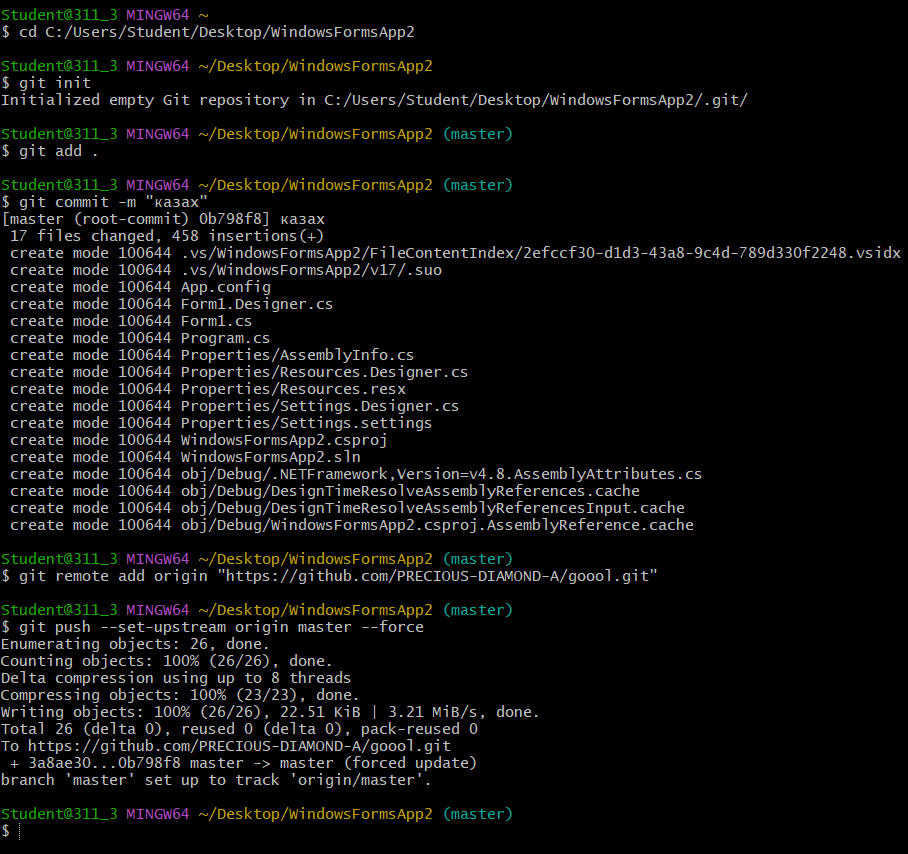 Student@311_3 MINGW64 ~
$ cd C:/Users/Student/Desktop/WindowsFormsApp2
Student@311_3 MINGW64 ~/Desktop/WindowsFormsApp2
$ git init
Initialized empty Git repository in C:/Users/Student/Desktop/WindowsFormsApp2/.git/
Student@311_3 MINGW64 ~/Desktop/WindowsFormsApp2 (master)
$ git add .
Student@311_3 MINGW64 ~/Desktop/WindowsFormsApp2 (master)
$ git commit -m "казах"
[master (root-commit) 0b798f8] казах
17 files changed, 458 insertions(+)
create mode 100644 .vs/WindowsFormsApp2/FileContentIndex/2efccf30-d1d3-43a8-9c4d-789d330f2248.vsidx
create mode 100644 .vs/WindowsFormsApp2/v17/.suo
create mode 100644 App.config
create mode 100644 Form1.Designer.cs
create mode 100644 Form1.cs
create mode 100644 Program.cs
create mode 100644 Properties/AssemblyInfo.cs
create mode 100644 Properties/Resources.Designer.cs
create mode 100644 Properties/Resources.resx
create mode 100644 Properties/Settings.Designer.cs
create mode 100644 Properties/Settings.settings
create mode 100644 WindowsFormsApp2.csproj
create mode 100644 WindowsFormsApp2.sln
create mode 100644 obj/Debug/.NETFramework,Version=v4.8.AssemblyAttributes.cs
create mode 100644 obj/Debug/DesignTimeResolveAssemblyReferences.cache
create mode 100644 obj/Debug/DesignTimeResolveAssemblyReferencesInput.cache
create mode 100644 obj/Debug/WindowsFormsApp2.csproj.AssemblyReference.cache
Student@311_3 MINGW64 ~/Desktop/WindowsFormsApp2 (master)
$ git remote add origin "https://github.com/PRECIOUS-DIAMOND-A/goool.git"
Student@311_3 MINGW64 ~/Desktop/WindowsFormsApp2 (master)
$ git push --set-upstream origin master --force
Enumerating objects: 26, done.
Counting objects: 100% (26/26), done.
Delta compression using up to 8 threads
Compressing objects: 100% (23/23), done.
Writing objects: 100% (26/26), 22.51 KiB | 3.21 MiB/s, done.
Total 26 (delta 0), reused 0 (delta 0), pack-reused 0
To https://github.com/PRECIOUS-DIAMOND-A/goool.git
+ 3a8ae30...0b798f8 master -> master (forced update)
branch 'master' set up to track 'origin/master'.
Student@311_3 MINGW64 ~/Desktop/WindowsFormsApp2 (master)
$